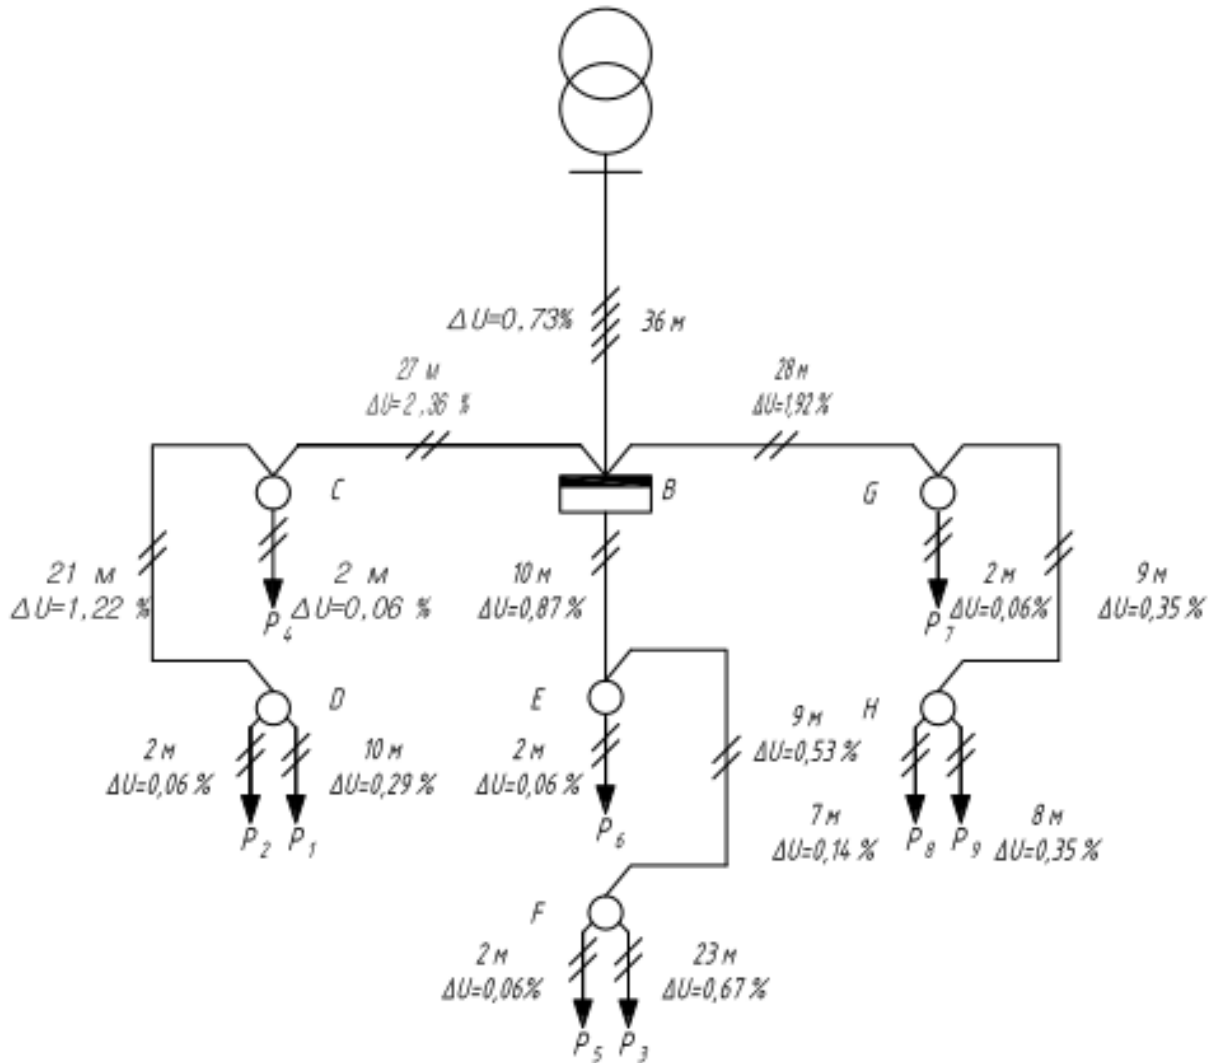 ΔU=0,73%
36 м
27 м
ΔU=2,36 %
28 м
ΔU=1,92 %
C
B
G
21 м
ΔU=1,22 %
2 м
ΔU=0,06 %
P₄
10 м
ΔU=0,87 %
2 м
ΔU=0,06%
P₇
9 м
ΔU=0,35 %
D
E
H
2 м
ΔU=0,06 %
10 м
ΔU=0,29 %
P₂
P₁
2 м
ΔU=0,06 %
P₆
9 м
ΔU=0,53 %
7 м
ΔU=0,14 %
P₈
P₉
8 м
ΔU=0,35 %
F
2 м
ΔU=0,06%
23 м
ΔU=0,67 %
P₅
P₃